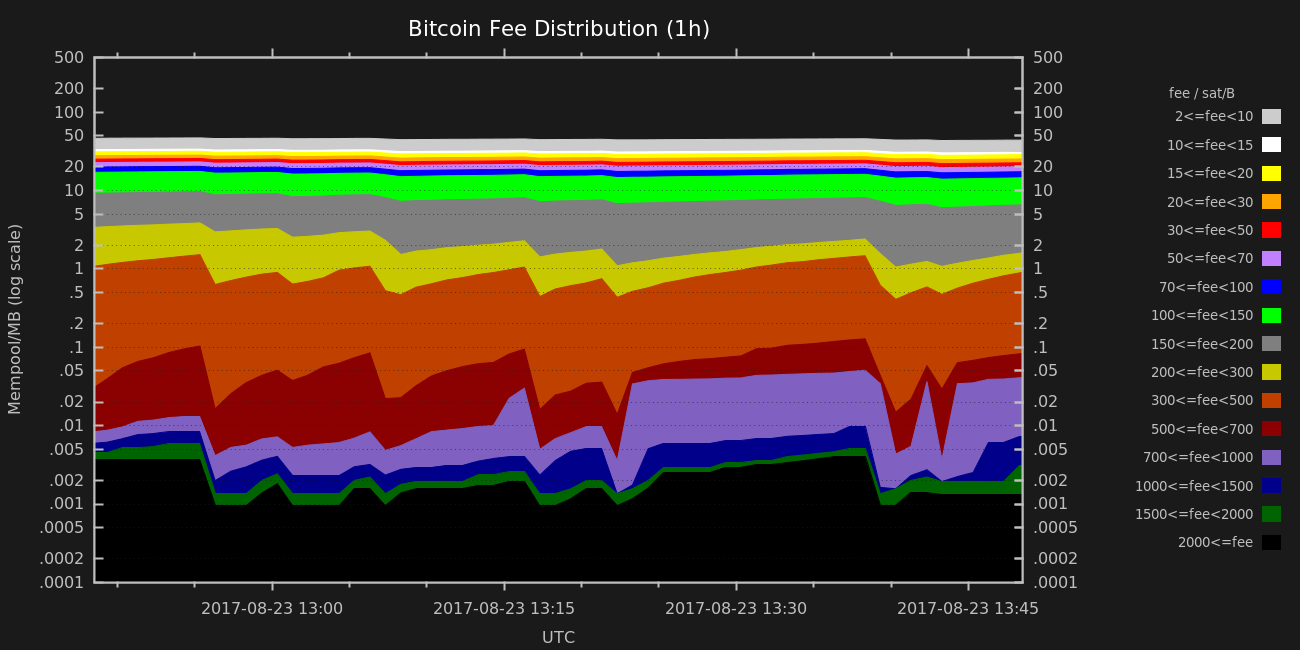 Bitcoin Fee Distribution (1h)
Mempool/MB (log scale)
500
200
100
50
20
10
5
2
1
.5
.2
.1
.05
.02
.01
.005
.002
.001
.0005
.0002
.0001
500
200
100
50
20
10
5
2
1
.5
.2
.1
.05
.02
.01
.005
.002
.001
.0005
.0002
.0001
2017-08-23 13:00
2017-08-23 13:15
2017-08-23 13:30
2017-08-23 13:45
UTC
fee / sat/B
2<=fee<10
10<=fee<15
15<=fee<20
20<=fee<30
30<=fee<50
50<=fee<70
70<=fee<100
100<=fee<150
150<=fee<200
200<=fee<300
300<=fee<500
500<=fee<700
700<=fee<1000
1000<=fee<1500
1500<=fee<2000
2000<=fee